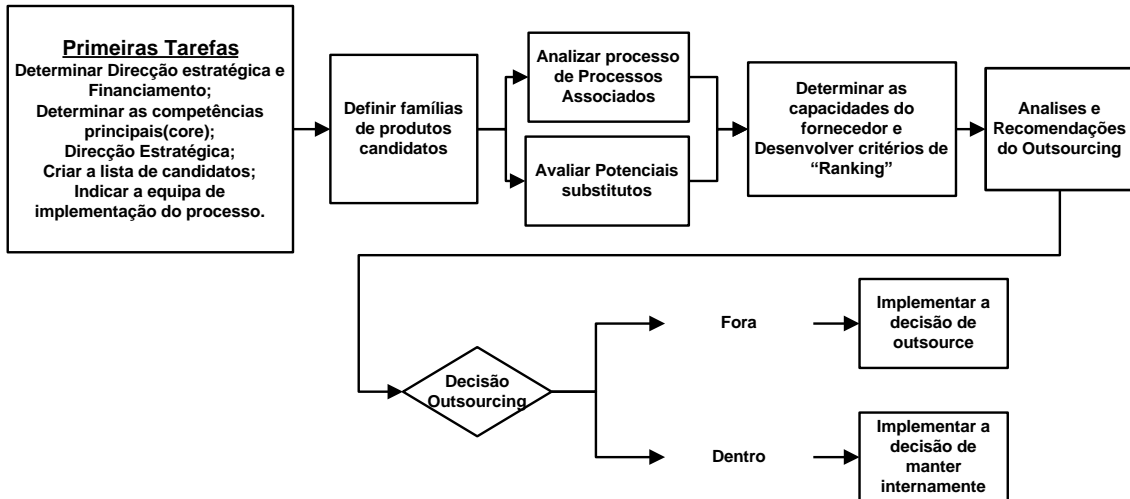 Primeiras Tarefas
Determinar Direcção estratégica e
Financiamento;
Determinar as competências
principais(core);
Direcção Estratégica;
Criar a lista de candidatos;
Indicar a equipa de
implementação do processo.
Definir famílias
de produtos
candidatos
Analizar processo
de Processos
Associados
Avaliar Potenciais
substitutos
Determinar as
capacidades do
fornecedor e
Desenvolver critérios de
“Ranking”
Analises e
Recomendações
do Outsourcing
Decisão
Outsourcing
Fora
Implementar a
decisão de
outsource
Dentro
Implementar a
decisão de
manter
internamente